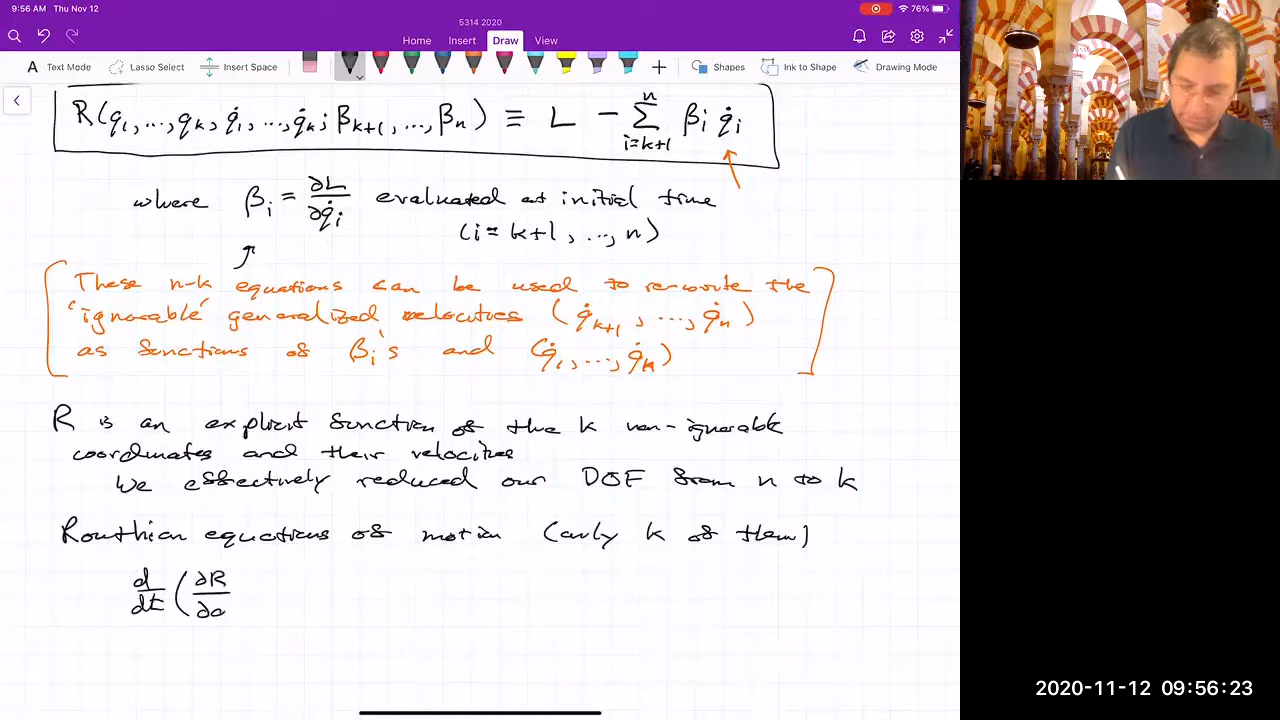 9:56 AM Thu Nov 12
76%
5314 2020
Home Insert Draw View
Text Mode Lasso Select Insert Space Shapes Ink to Shape Drawing Mode
R(q₁, ..., qₖ, q̇₁, ..., q̇ₖ; βₖ₊₁, ..., βₙ) ≡ L − Σⁿᵢ₌ₖ₊₁ βᵢ q̇ᵢ
where βᵢ = ∂L/∂q̇ᵢ evaluated at initial time
(i = k+1, ..., n)
These n-k equations can be used to re-write the
'ignorable' generalized velocities (q̇ₖ₊₁, ..., q̇ₙ)
as functions of βᵢ's and (q̇₁, ..., q̇ₖ)
R is an explicit function of the k non-ignorable
coordinates and their velocities
We effectively reduced our DOF from n to k
Routhian equations of motion (only k of them)
d/dt (∂R/∂q
2020-11-12 09:56:23